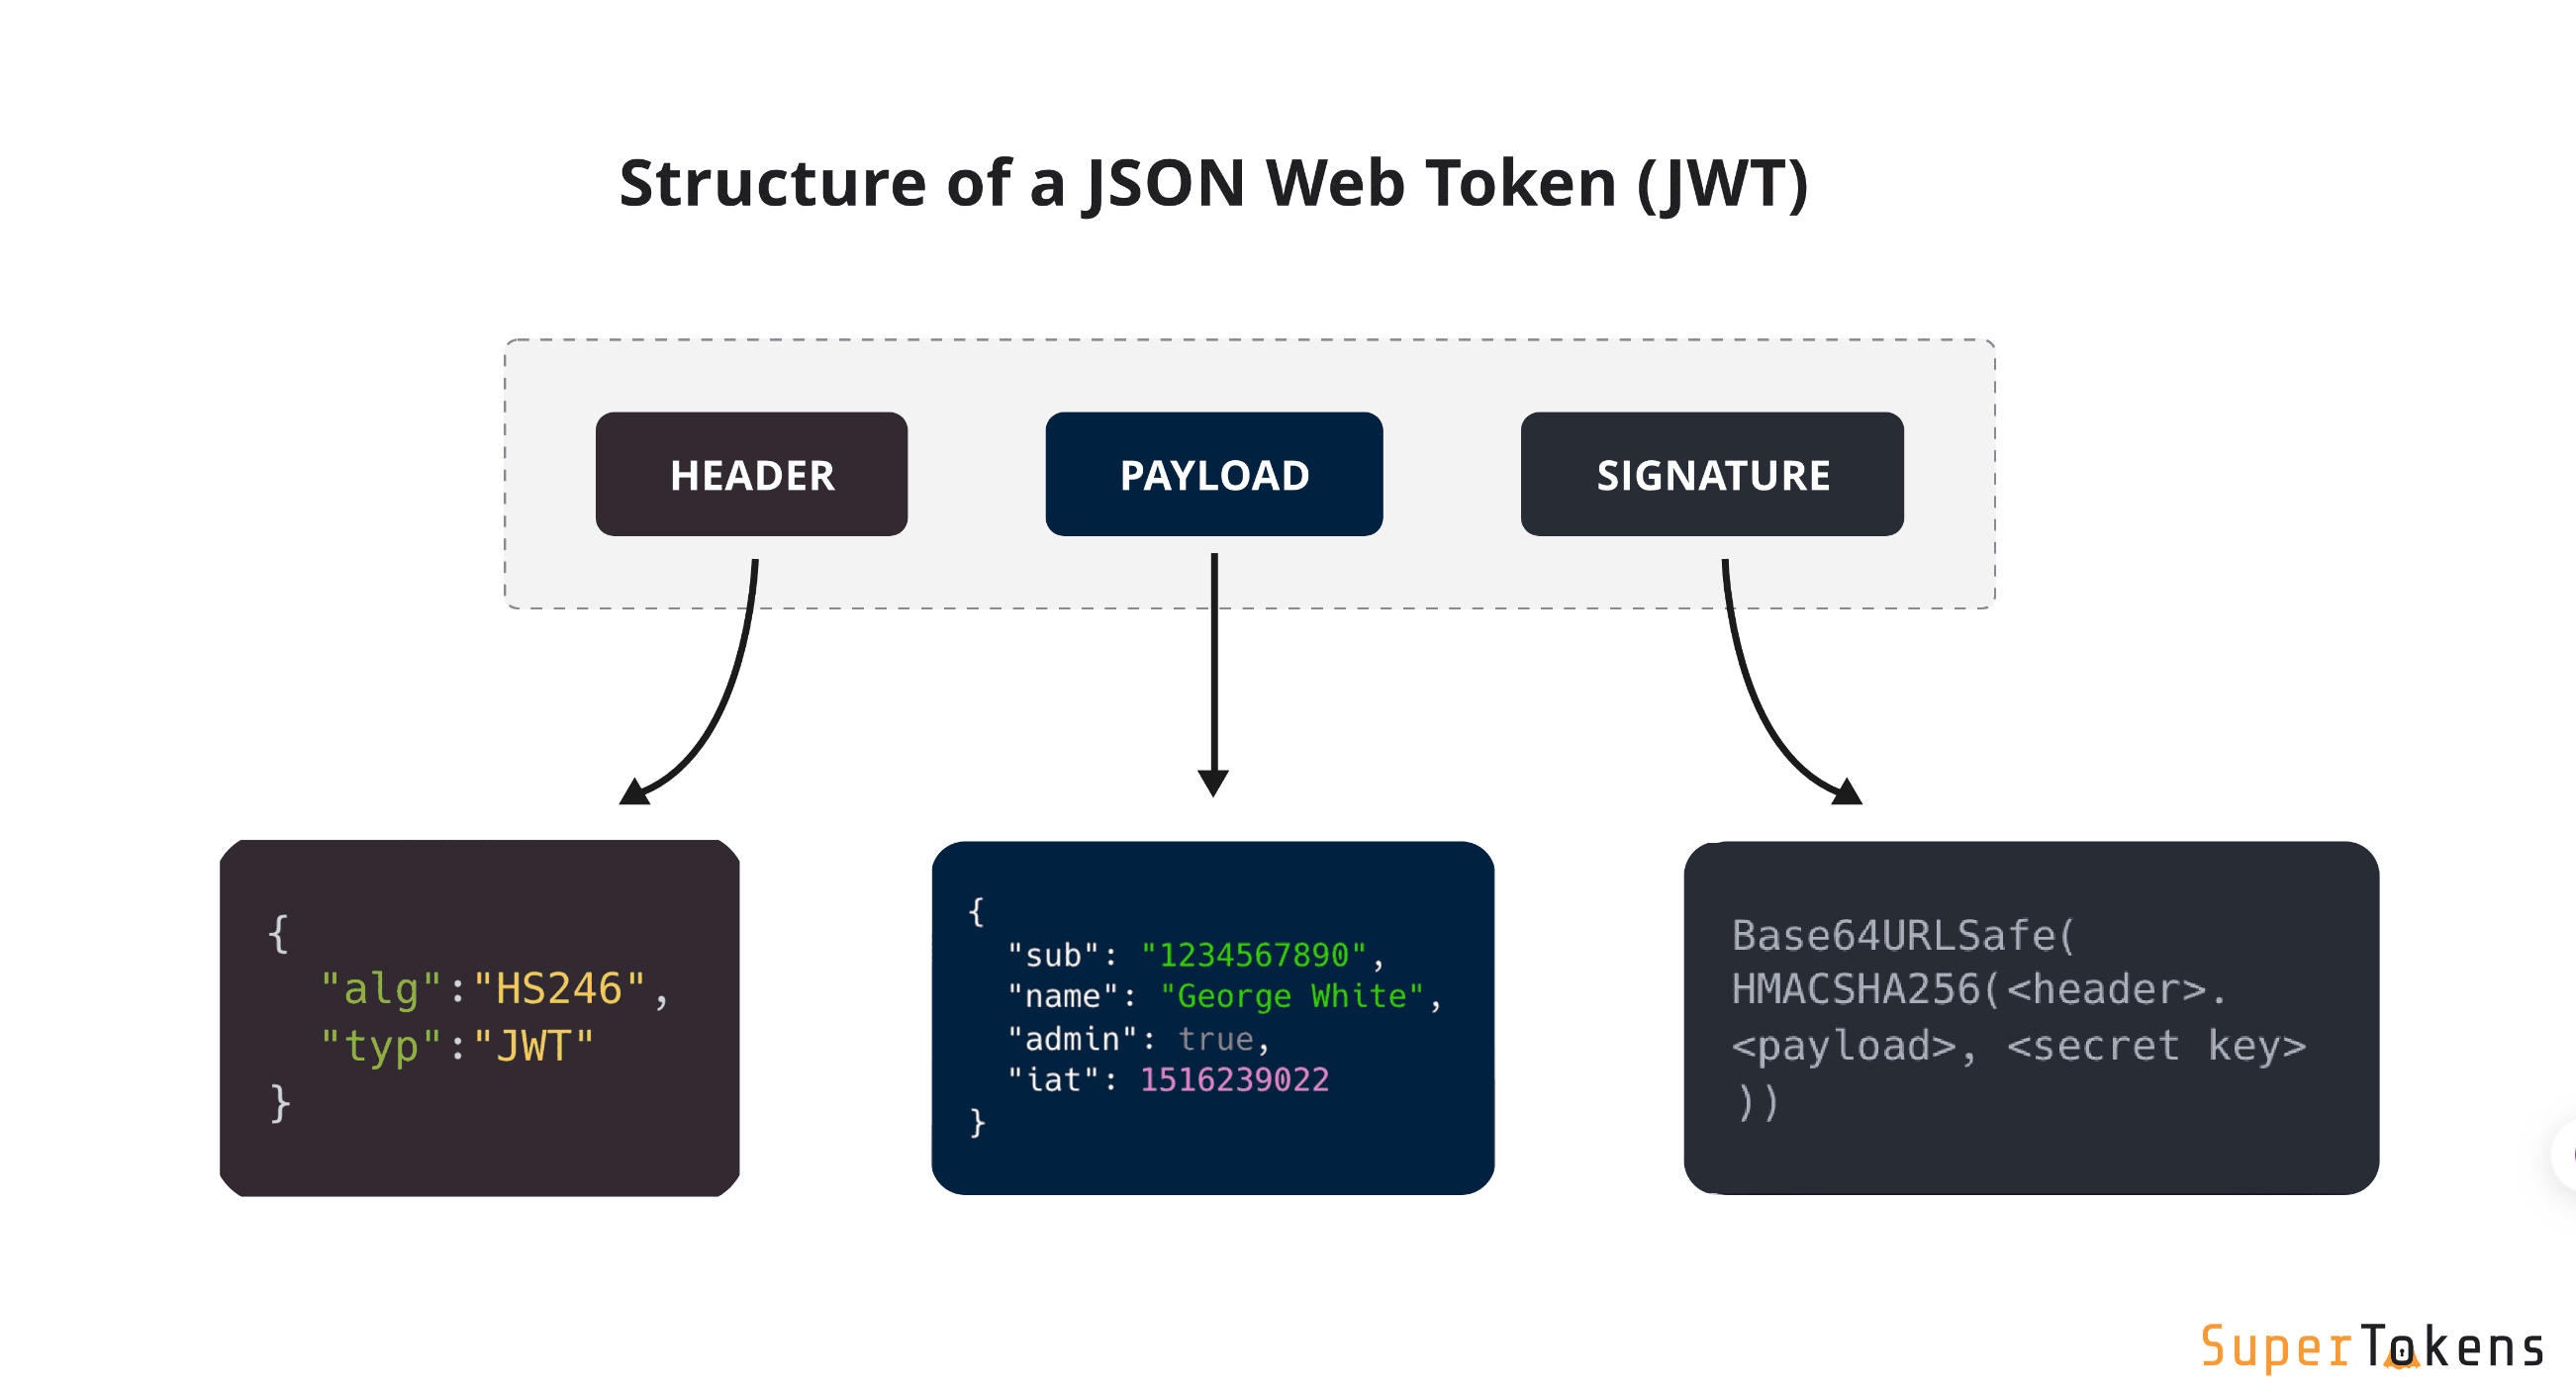 Structure of a JSON Web Token (JWT)
HEADER
PAYLOAD
SIGNATURE
{
"alg":"HS246",
"typ":"JWT"
}
{
"sub": "1234567890",
"name": "George White",
"admin": true,
"iat": 1516239022
}
Base64URLSafe(
HMACSHA256(<header>.
<payload>, <secret key>
))
SuperTokens